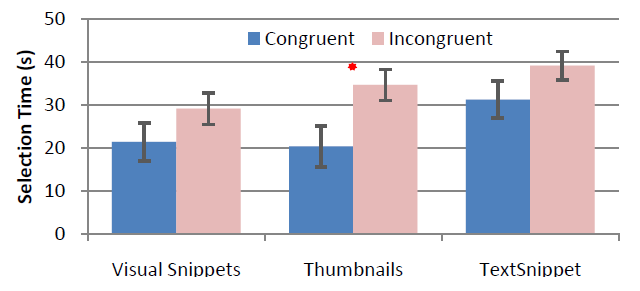 Selection Time (s)
50
40
30
20
10
0
Congruent
Incongruent
*
Visual Snippets
Thumbnails
TextSnippet